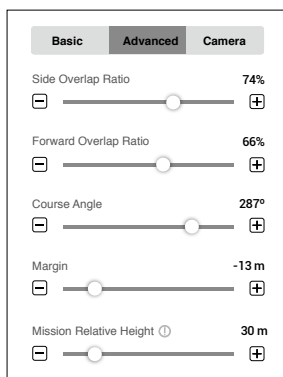 Basic Advanced Camera
Side Overlap Ratio 74%
Forward Overlap Ratio 66%
Course Angle 287º
Margin -13 m
Mission Relative Height 30 m